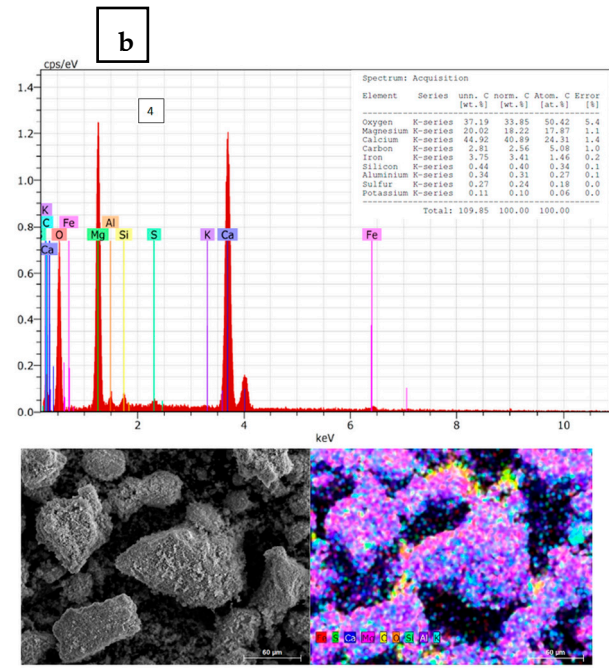 b
cps/eV
1.4
1.2
1.0
0.8
0.6
0.4
0.2
0.0
4
K
C
Ca
O
Fe
Mg
Al
Si
S
K
Ca
Fe
2 4 6 8 10
keV
Spectrum: Acquisition
Element Series unn. C norm. C Atom. C Error
[wt.%] [wt.%] [at.%] [%]
Oxygen K-series 37.19 33.85 50.42 5.4
Magnesium K-series 20.02 18.22 17.87 1.1
Calcium K-series 44.92 40.89 24.31 1.4
Carbon K-series 2.81 2.56 5.08 1.0
Iron K-series 3.75 3.41 1.46 0.2
Silicon K-series 0.44 0.40 0.34 0.1
Aluminium K-series 0.34 0.31 0.27 0.1
Sulfur K-series 0.27 0.24 0.18 0.0
Potassium K-series 0.11 0.10 0.06 0.0
Total: 109.85 100.00 100.00
60 µm
Fe S Ca Mg C O Si Al K
60 µm